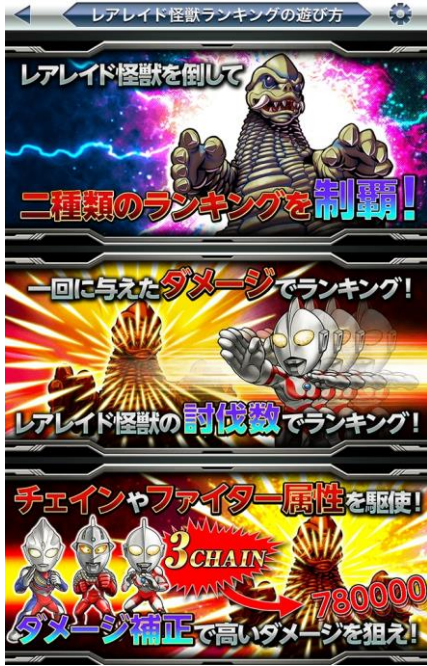 レアレイド怪獣ランキングの遊び方
レアレイド怪獣を倒して
二種類のランキングを制覇!
一回に与えたダメージでランキング!
レアレイド怪獣の討伐数でランキング!
チェインやファイター属性を駆使!
3CHAIN
780000
ダメージ補正で高いダメージを狙え!